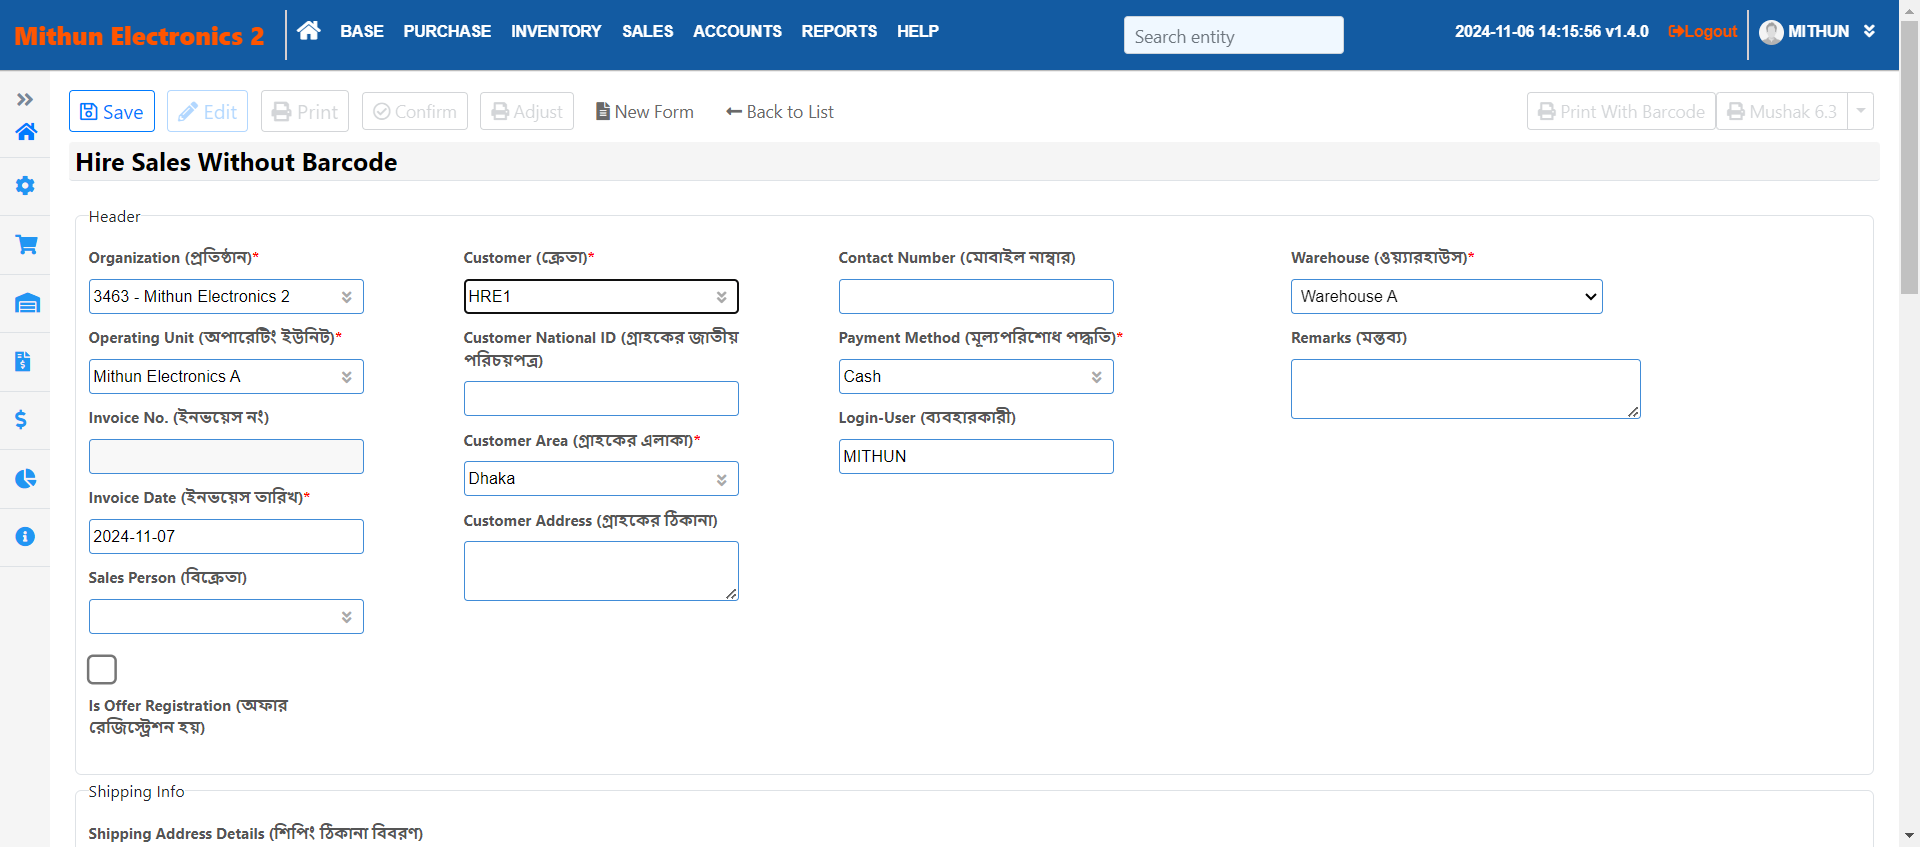 Mithun Electronics 2
BASE PURCHASE INVENTORY SALES ACCOUNTS REPORTS HELP
Search entity
2024-11-06 14:15:56 v1.4.0
Logout
MITHUN
Save
Edit
Print
Confirm
Adjust
New Form
Back to List
Print With Barcode
Mushak 6.3
Hire Sales Without Barcode
Header
Organization (প্রতিষ্ঠান)*
3463 - Mithun Electronics 2
Operating Unit (অপারেটিং ইউনিট)*
Mithun Electronics A
Invoice No. (ইনভয়েস নং)
Invoice Date (ইনভয়েস তারিখ)*
2024-11-07
Sales Person (বিক্রেতা)
Is Offer Registration (অফার
রেজিস্ট্রেশন হয়)
Customer (ক্রেতা)*
HRE1
Customer National ID (গ্রাহকের জাতীয়
পরিচয়পত্র)
Customer Area (গ্রাহকের এলাকা)*
Dhaka
Customer Address (গ্রাহকের ঠিকানা)
Contact Number (মোবাইল নাম্বার)
Payment Method (মূল্যপরিশোধ পদ্ধতি)*
Cash
Login-User (ব্যবহারকারী)
MITHUN
Warehouse (ওয়্যারহাউস)*
Warehouse A
Remarks (মন্তব্য)
Shipping Info
Shipping Address Details (শিপিং ঠিকানা বিবরণ)